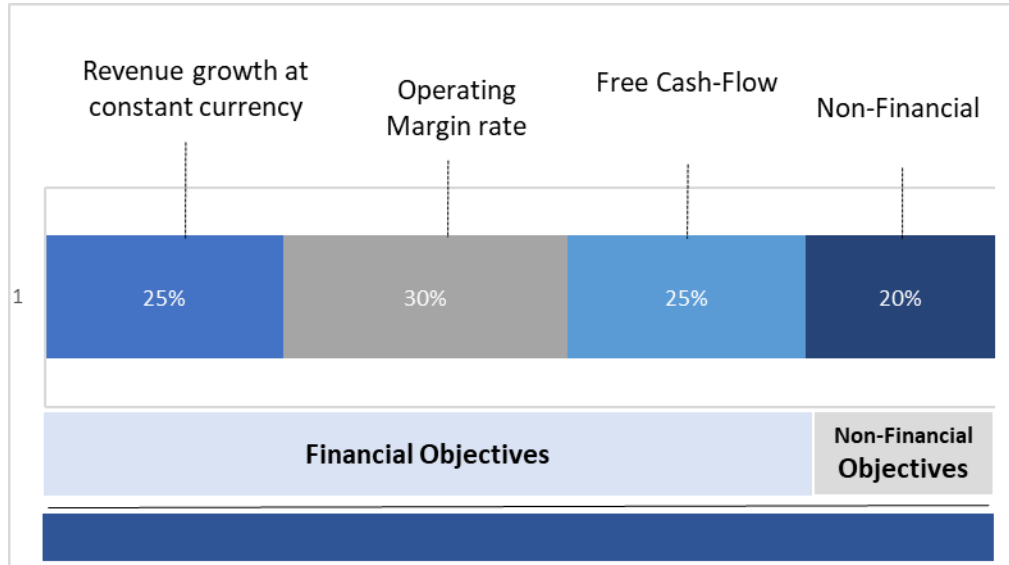 Revenue growth at
constant currency
Operating
Margin rate
Free Cash-Flow
Non-Financial
1
25%
30%
25%
20%
Financial Objectives
Non-Financial
Objectives